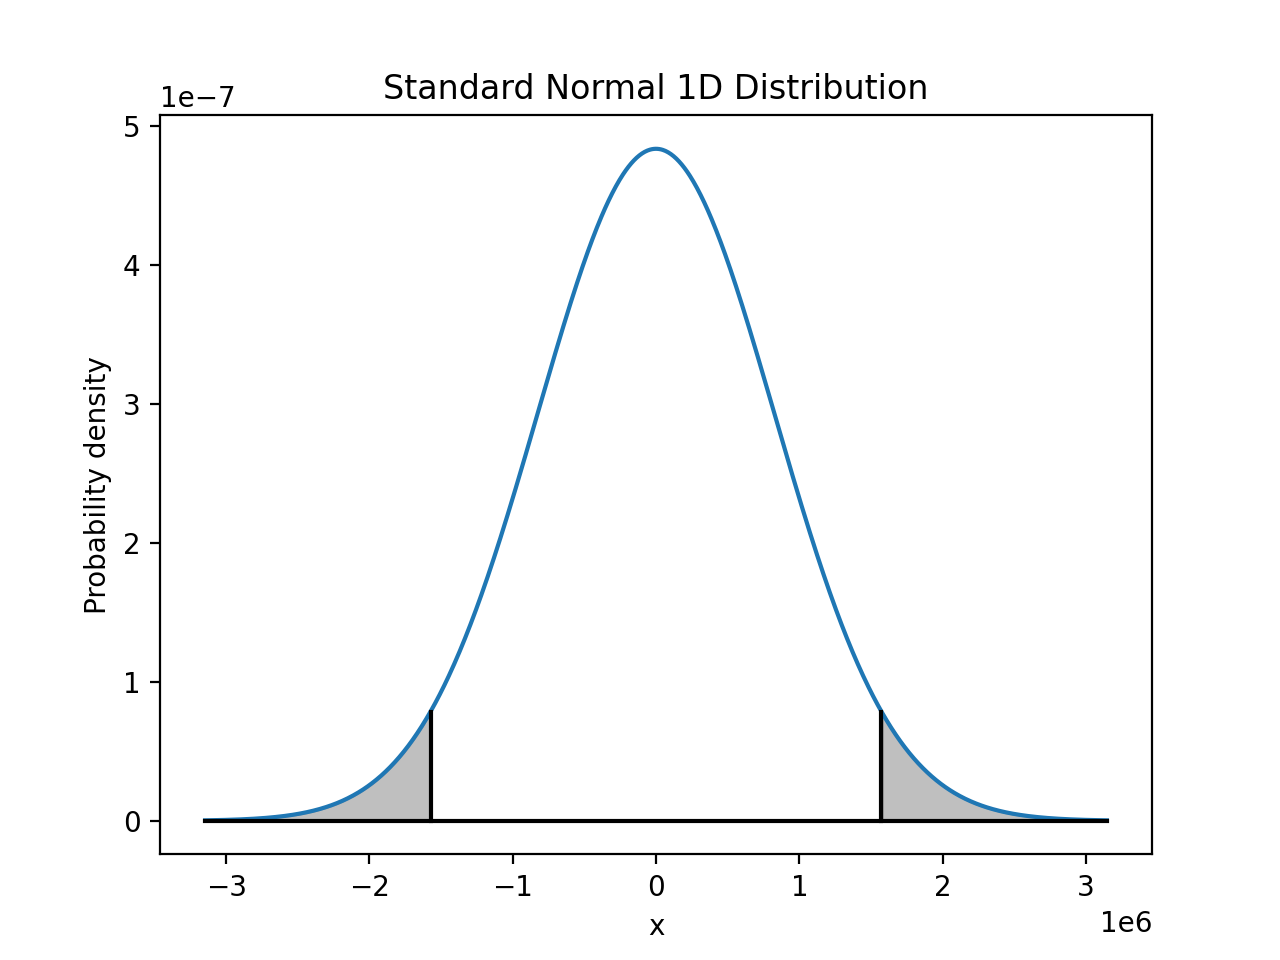 Standard Normal 1D Distribution
1e−7
5
4
3
2
1
0
Probability density
−3 −2 −1 0 1 2 3
1e6
x